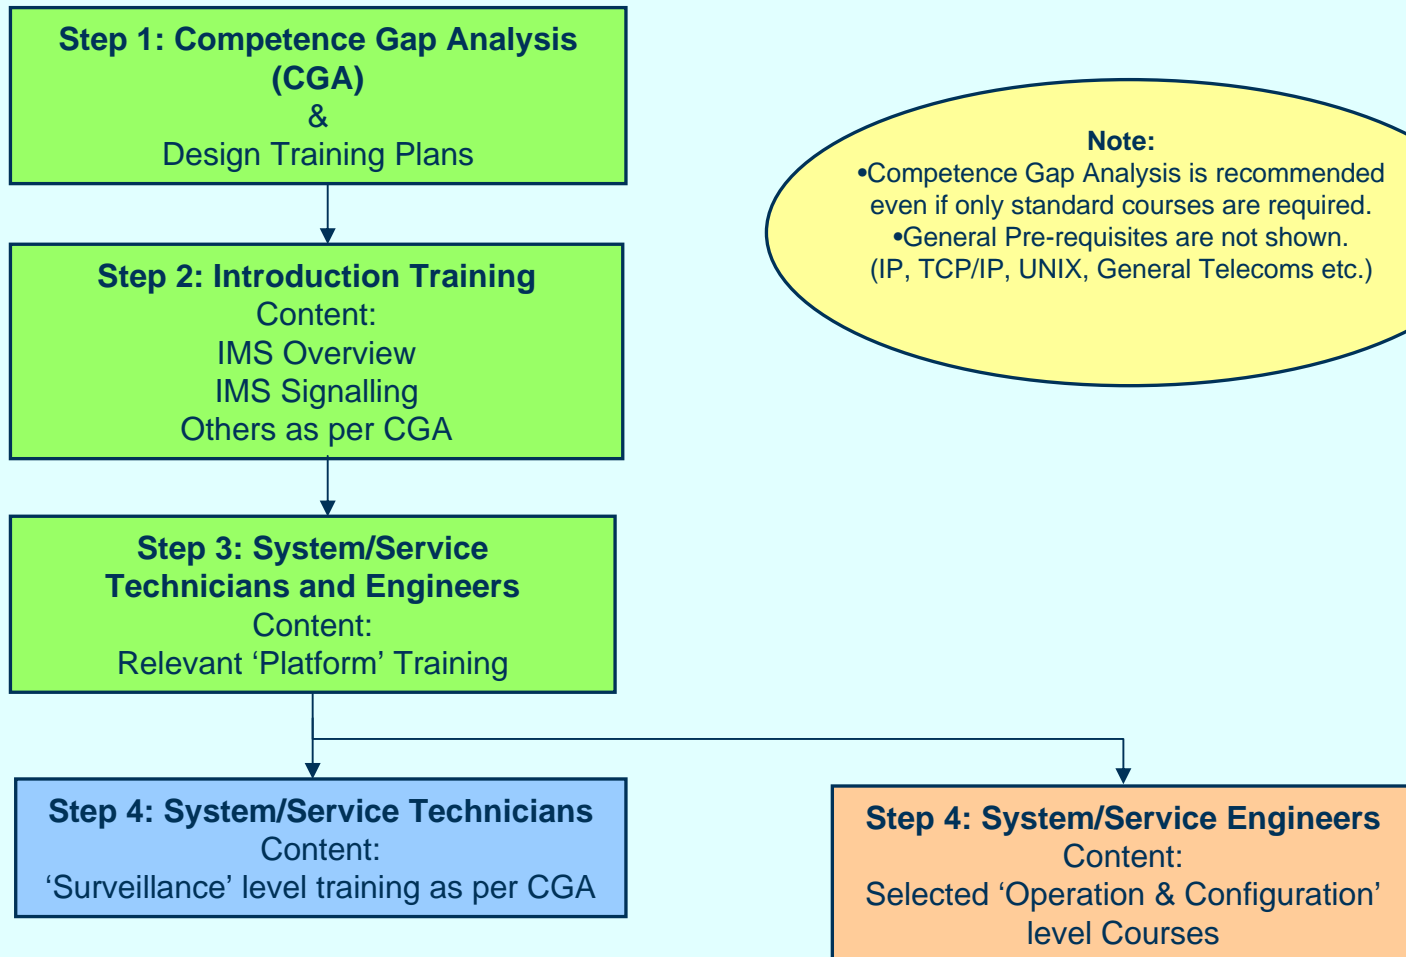 Step 1: Competence Gap Analysis
(CGA)
&
Design Training Plans
Note:
•Competence Gap Analysis is recommended
even if only standard courses are required.
•General Pre-requisites are not shown.
(IP, TCP/IP, UNIX, General Telecoms etc.)
Step 2: Introduction Training
Content:
IMS Overview
IMS Signalling
Others as per CGA
Step 3: System/Service
Technicians and Engineers
Content:
Relevant ‘Platform’ Training
Step 4: System/Service Technicians
Content:
‘Surveillance’ level training as per CGA
Step 4: System/Service Engineers
Content:
Selected ‘Operation & Configuration’
level Courses